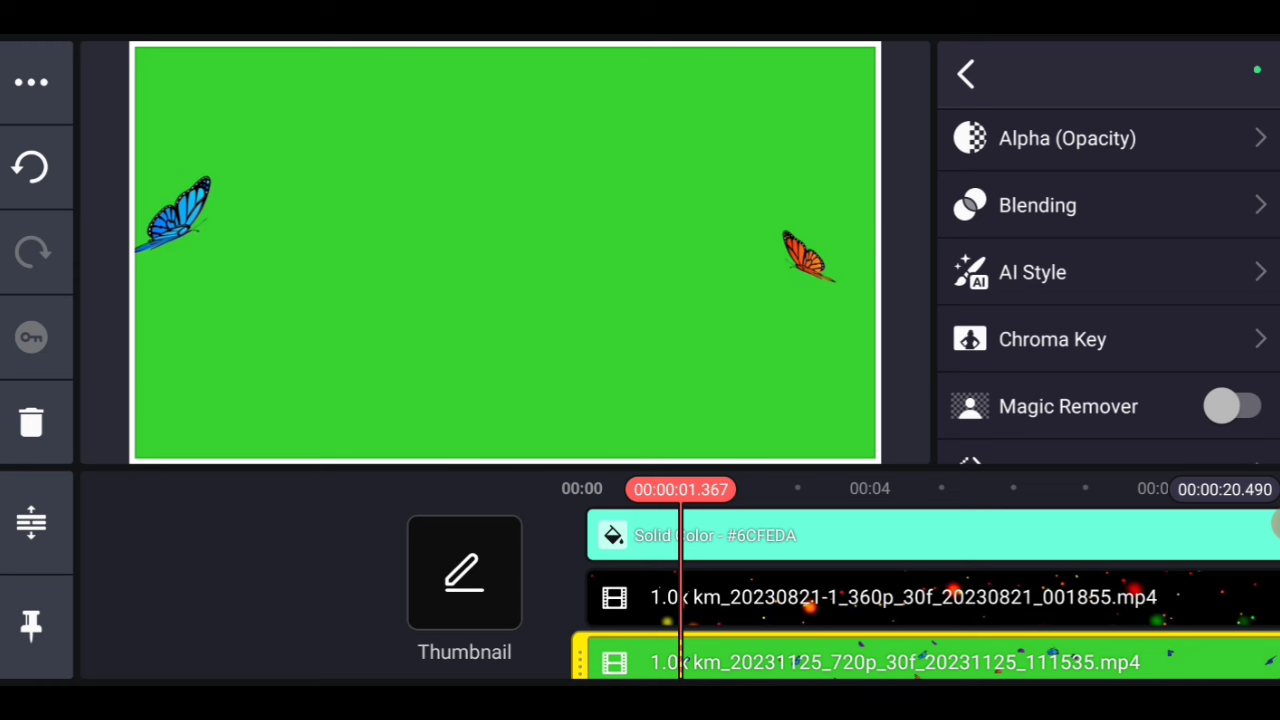 Alpha (Opacity)
Blending
AI Style
AI
Chroma Key
Magic Remover
00:00
00:00:01.367
00:04
00:0
00:00:20.490
Solid Color - #6CFEDA
1.0x km_20230821-1_360p_30f_20230821_001855.mp4
1.0x km_20231125_720p_30f_20231125_111535.mp4
Thumbnail